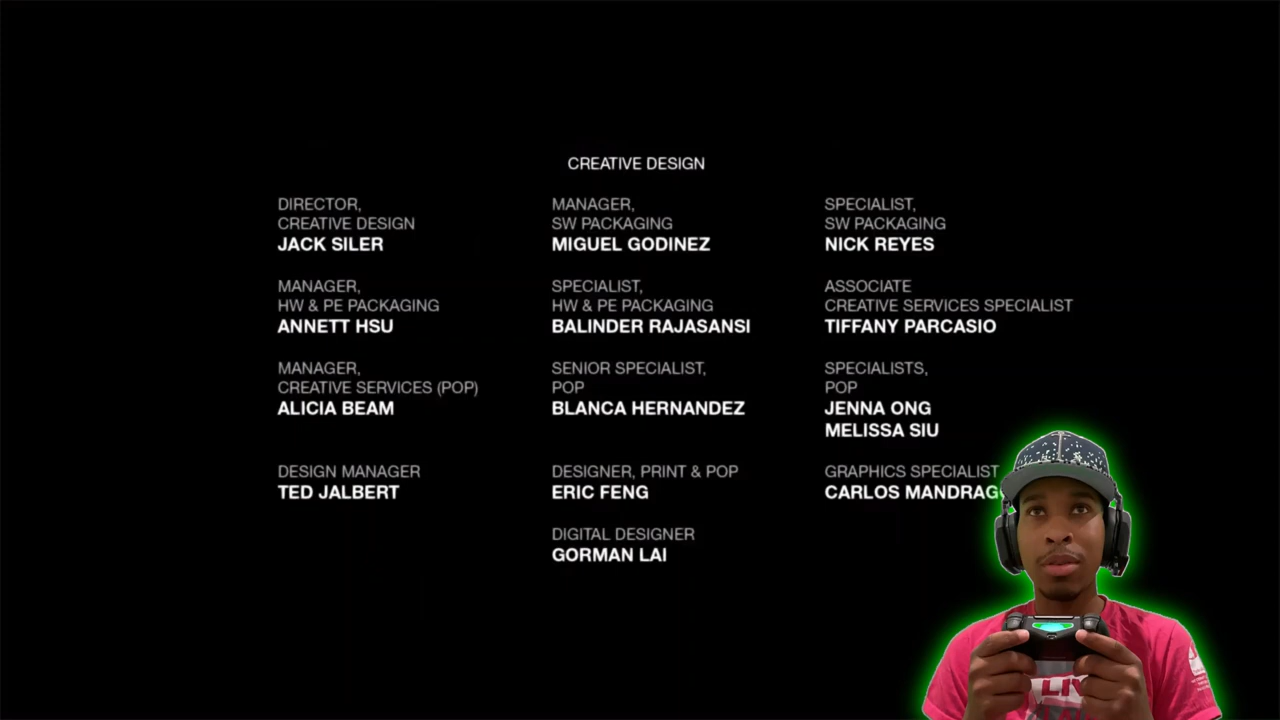 CREATIVE DESIGN
DIRECTOR,
CREATIVE DESIGN
JACK SILER
MANAGER,
SW PACKAGING
MIGUEL GODINEZ
SPECIALIST,
SW PACKAGING
NICK REYES
MANAGER,
HW & PE PACKAGING
ANNETT HSU
SPECIALIST,
HW & PE PACKAGING
BALINDER RAJASANSI
ASSOCIATE
CREATIVE SERVICES SPECIALIST
TIFFANY PARCASIO
MANAGER,
CREATIVE SERVICES (POP)
ALICIA BEAM
SENIOR SPECIALIST,
POP
BLANCA HERNANDEZ
SPECIALISTS,
POP
JENNA ONG
MELISSA SIU
DESIGN MANAGER
TED JALBERT
DESIGNER, PRINT & POP
ERIC FENG
GRAPHICS SPECIALIST
CARLOS
DIGITAL DESIGNER
GORMAN LAI